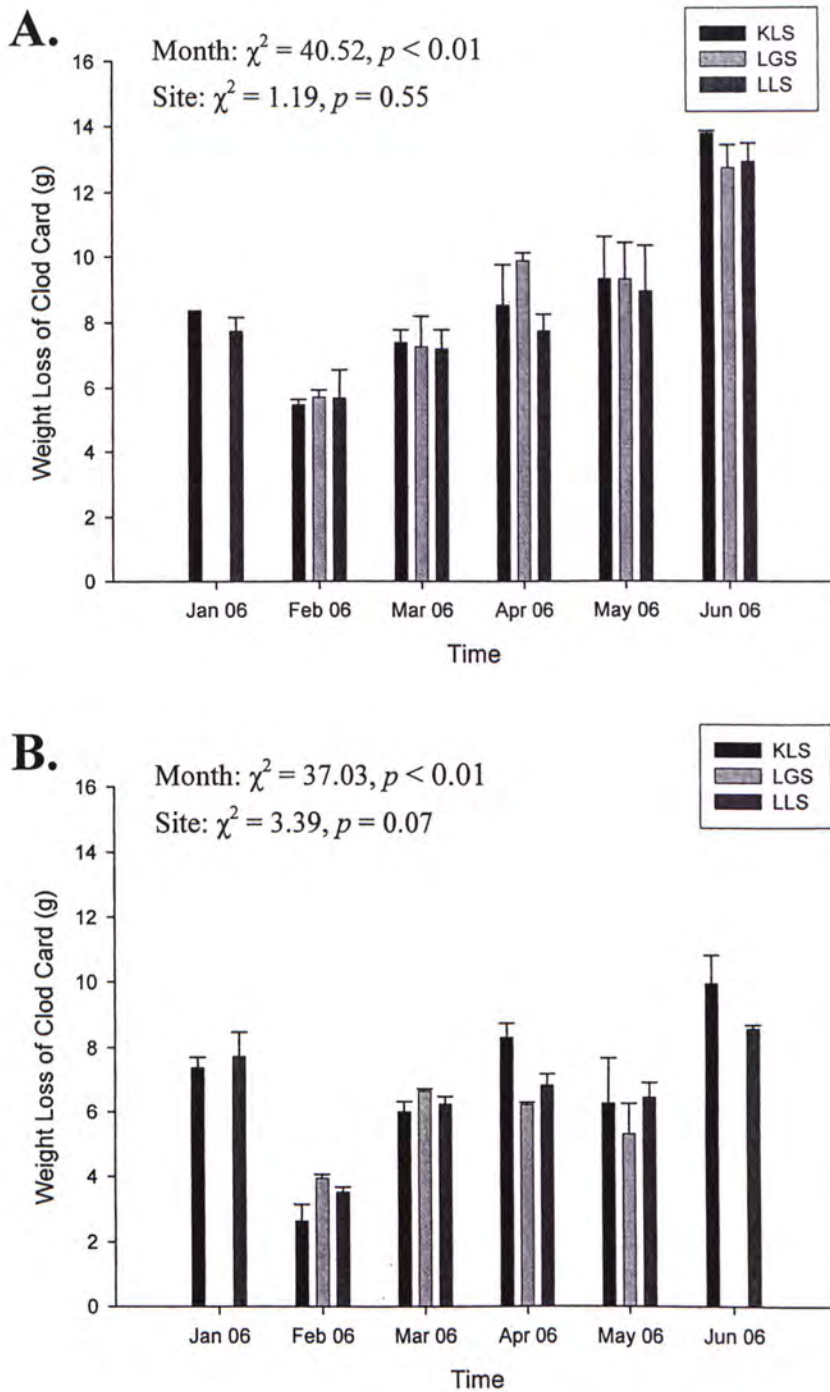 A.
Month: χ² = 40.52, p < 0.01
Site: χ² = 1.19, p = 0.55
KLS
LGS
LLS
Weight Loss of Clod Card (g)
16
14
12
10
8
6
4
2
0
Jan 06 Feb 06 Mar 06 Apr 06 May 06 Jun 06
Time
B.
Month: χ² = 37.03, p < 0.01
Site: χ² = 3.39, p = 0.07
KLS
LGS
LLS
Weight Loss of Clod Card (g)
16
14
12
10
8
6
4
2
0
Jan 06 Feb 06 Mar 06 Apr 06 May 06 Jun 06
Time